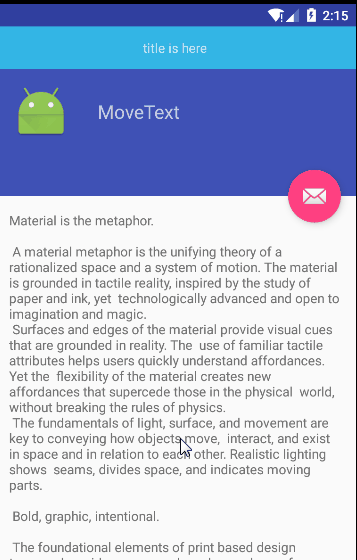 2:15
title is here
MoveText
Material is the metaphor.
A material metaphor is the unifying theory of a
rationalized space and a system of motion. The material
is grounded in tactile reality, inspired by the study of
paper and ink, yet technologically advanced and open to
imagination and magic.
Surfaces and edges of the material provide visual cues
that are grounded in reality. The use of familiar tactile
attributes helps users quickly understand affordances.
Yet the flexibility of the material creates new
affordances that supercede those in the physical world,
without breaking the rules of physics.
The fundamentals of light, surface, and movement are
key to conveying how objects move, interact, and exist
in space and in relation to each other. Realistic lighting
shows seams, divides space, and indicates moving
parts.
Bold, graphic, intentional.
The foundational elements of print based design